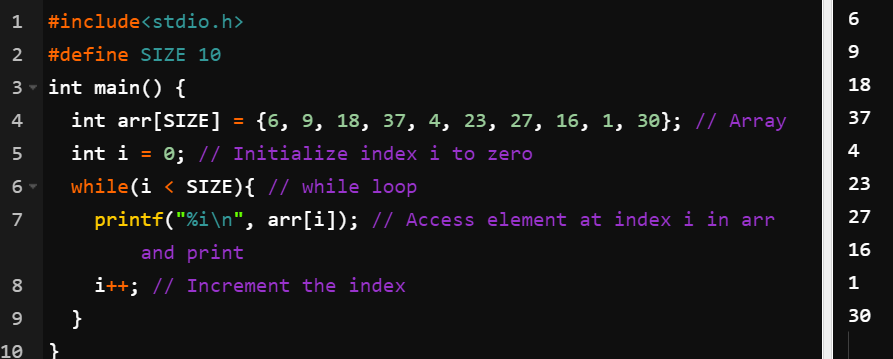 1 #include<stdio.h>
2 #define SIZE 10
3 int main() {
4 int arr[SIZE] = {6, 9, 18, 37, 4, 23, 27, 16, 1, 30}; // Array
5 int i = 0; // Initialize index i to zero
6 while(i < SIZE){ // while loop
7 printf("%i\n", arr[i]); // Access element at index i in arr
and print
8 i++; // Increment the index
9 }
10 }
6
9
18
37
4
23
27
16
1
30